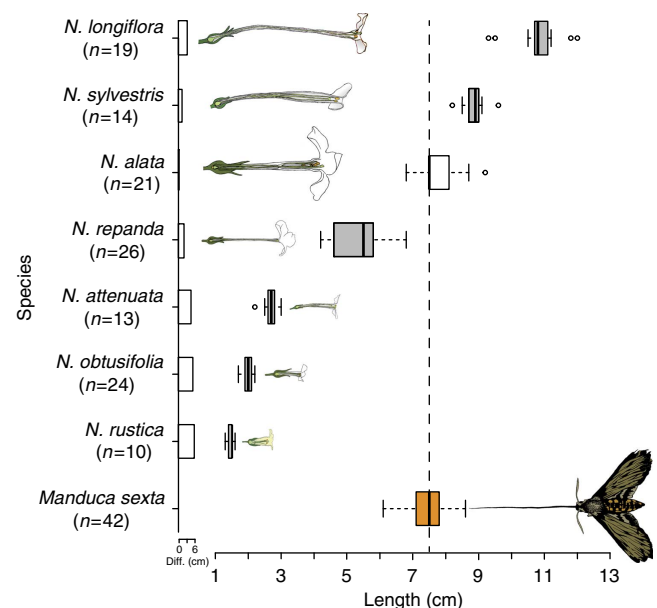 N. longiflora
(n=19)
N. sylvestris
(n=14)
N. alata
(n=21)
N. repanda
(n=26)
N. attenuata
(n=13)
N. obtusifolia
(n=24)
N. rustica
(n=10)
Manduca sexta
(n=42)
Species
0 6
Diff. (cm)
1 3 5 7 9 11 13
Length (cm)